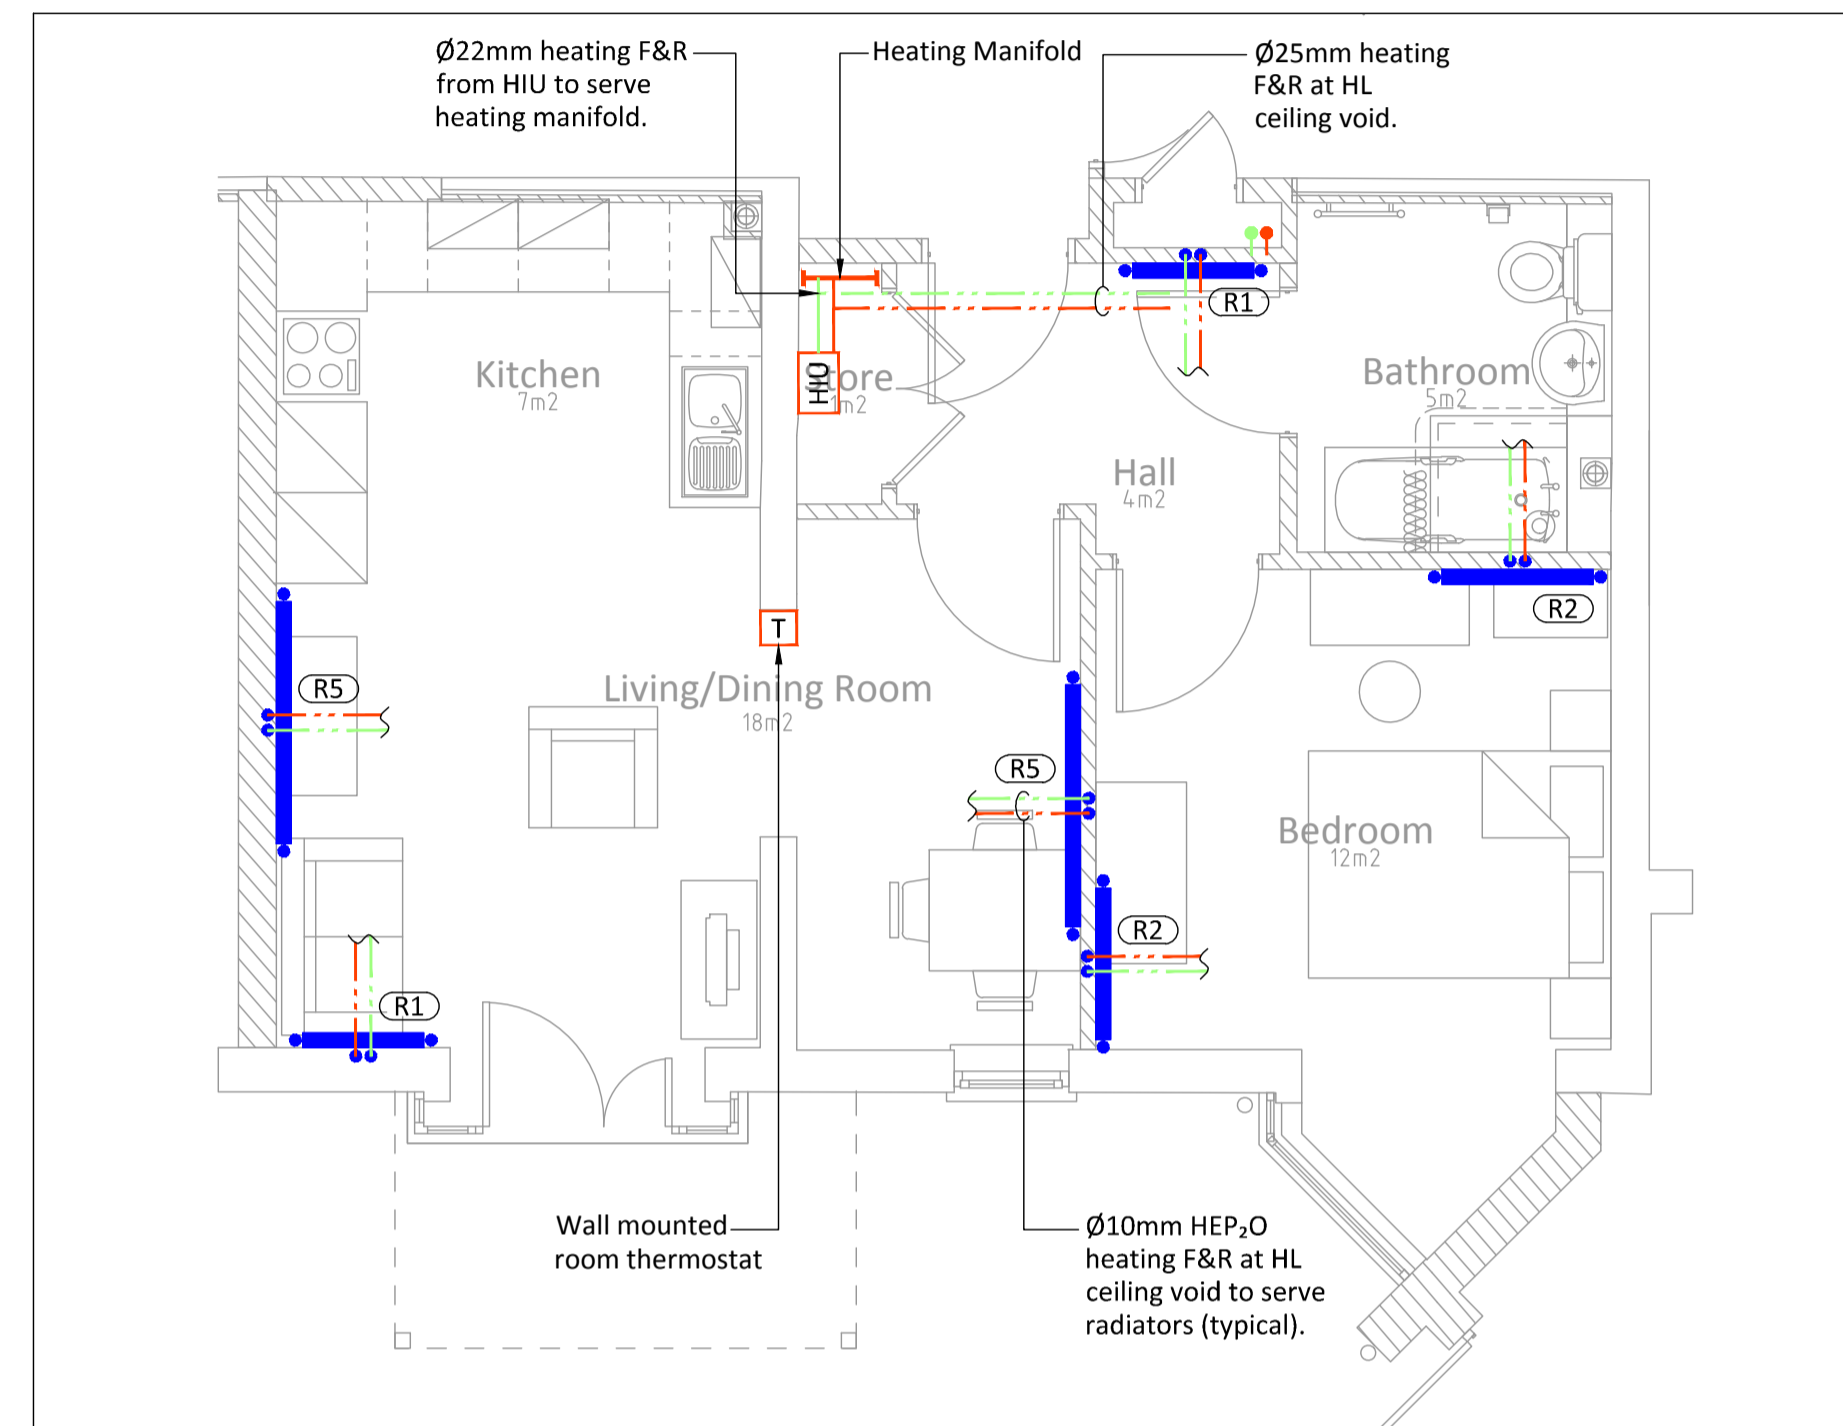 Ø22mm heating F&R
from HIU to serve
heating manifold.
Heating Manifold
Ø25mm heating
F&R at HL
ceiling void.
R1
Kitchen
7m2
HIU
Store
1m2
Bathroom
5m2
Hall
4m2
R2
T
R5
Living/Dining Room
18m2
R5
Bedroom
12m2
R2
R1
Wall mounted
room thermostat
Ø10mm HEP₂O
heating F&R at HL
ceiling void to serve
radiators (typical).